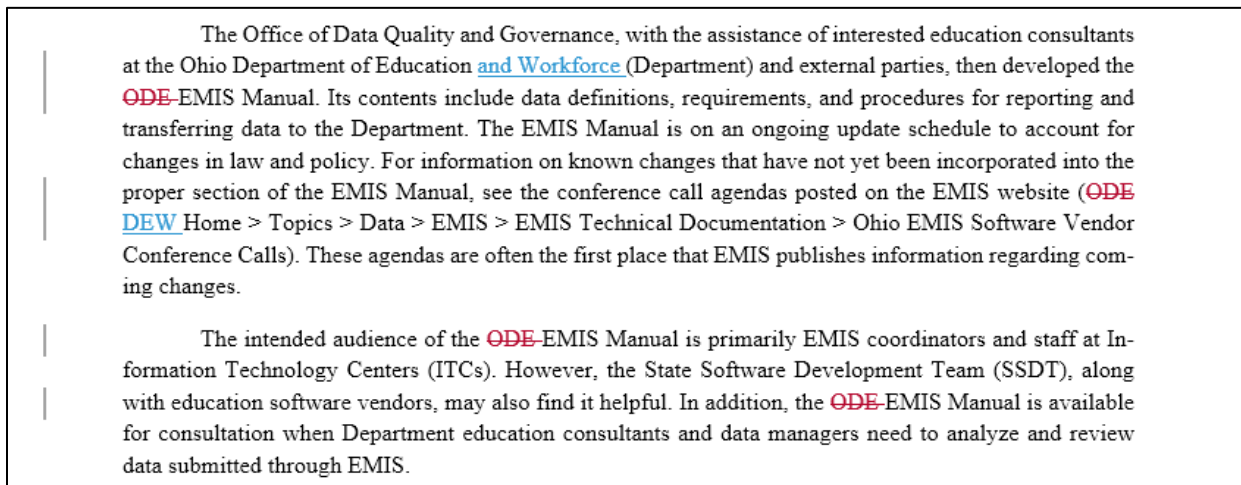 The Office of Data Quality and Governance, with the assistance of interested education consultants
at the Ohio Department of Education and Workforce (Department) and external parties, then developed the
ODE EMIS Manual. Its contents include data definitions, requirements, and procedures for reporting and
transferring data to the Department. The EMIS Manual is on an ongoing update schedule to account for
changes in law and policy. For information on known changes that have not yet been incorporated into the
proper section of the EMIS Manual, see the conference call agendas posted on the EMIS website (ODE
DEW Home > Topics > Data > EMIS > EMIS Technical Documentation > Ohio EMIS Software Vendor
Conference Calls). These agendas are often the first place that EMIS publishes information regarding com-
ing changes.
The intended audience of the ODE EMIS Manual is primarily EMIS coordinators and staff at In-
formation Technology Centers (ITCs). However, the State Software Development Team (SSDT), along
with education software vendors, may also find it helpful. In addition, the ODE EMIS Manual is available
for consultation when Department education consultants and data managers need to analyze and review
data submitted through EMIS.